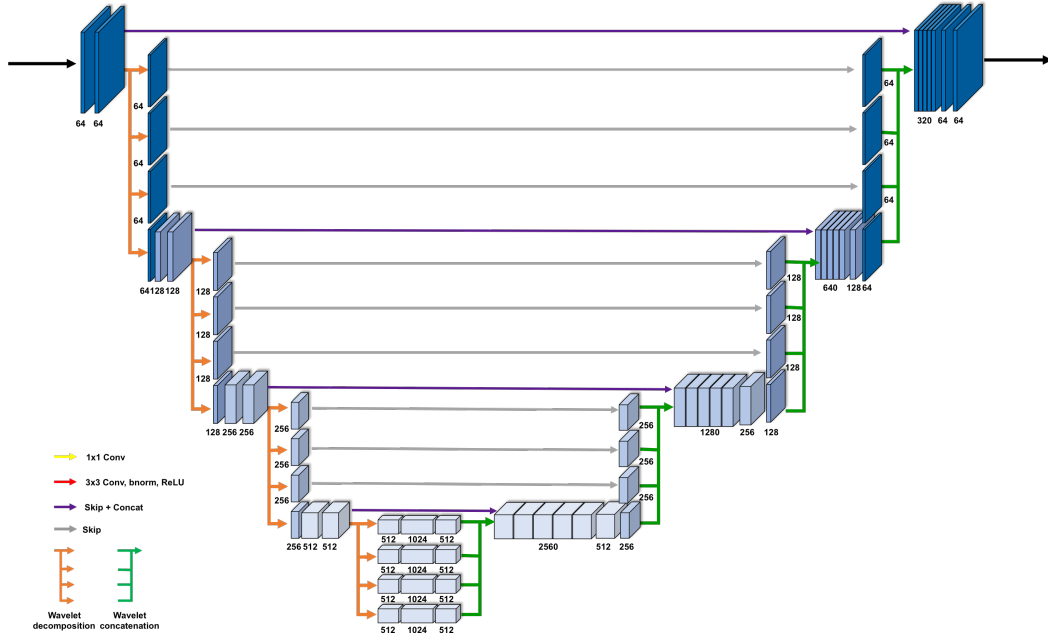 64 64
64
64
320 64 64
64
64
64
64
64 128 128
128
128
128
640 128 64
128
128
128
128 256 256
256
256
256
1280 256 128
256
256
256
1x1 Conv
3x3 Conv, bnorm, ReLU
Skip + Concat
Skip
256 512 512
2560 512 256
512 1024 512
512 1024 512
512 1024 512
512 1024 512
Wavelet decomposition
Wavelet concatenation